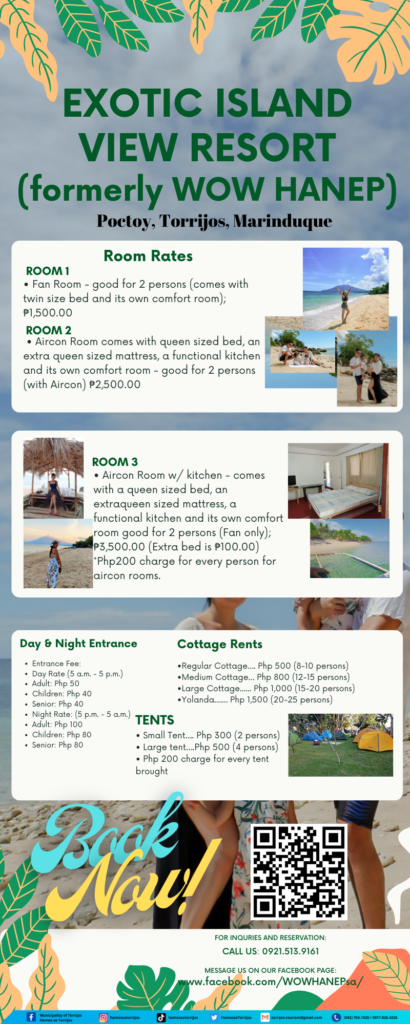 EXOTIC ISLAND
VIEW RESORT
(formerly WOW HANEP)
Poctoy, Torrijos, Marinduque
Room Rates
ROOM 1
• Fan Room - good for 2 persons (comes with
twin size bed and its own comfort room);
₱1,500.00
ROOM 2
• Aircon Room comes with queen sized bed, an
extra queen sized mattress, a functional kitchen
and its own comfort room - good for 2 persons
(with Aircon) ₱2,500.00
ROOM 3
• Aircon Room w/ kitchen - comes
with a queen sized bed, an
extraqueen sized mattress, a
functional kitchen and its own comfort
room good for 2 persons (Fan only);
₱3,500.00 (Extra bed is ₱100.00)
*Php200 charge for every person for
aircon rooms.
Day & Night Entrance
• Entrance Fee:
• Day Rate (5 a.m. - 5 p.m.)
• Adult: Php 50
• Children: Php 40
• Senior: Php 40
• Night Rate: (5 p.m. - 5 a.m.)
• Adult: Php 100
• Children: Php 80
• Senior: Php 80
Cottage Rents
•Regular Cottage.... Php 500 (8-10 persons)
•Medium Cottage... Php 800 (12-15 persons)
•Large Cottage...... Php 1,000 (15-20 persons)
•Yolanda....... Php 1,500 (20-25 persons)
TENTS
• Small Tent.... Php 300 (2 persons)
• Large tent....Php 500 (4 persons)
• Php 200 charge for every tent
brought
Book
Now!
FOR INQURIES AND RESERVATION:
CALL US: 0921.513.9161
MESSAGE US ON OUR FACEBOOK PAGE:
www.facebook.com/WOWHANEPsa/
Municipality of Torrijos